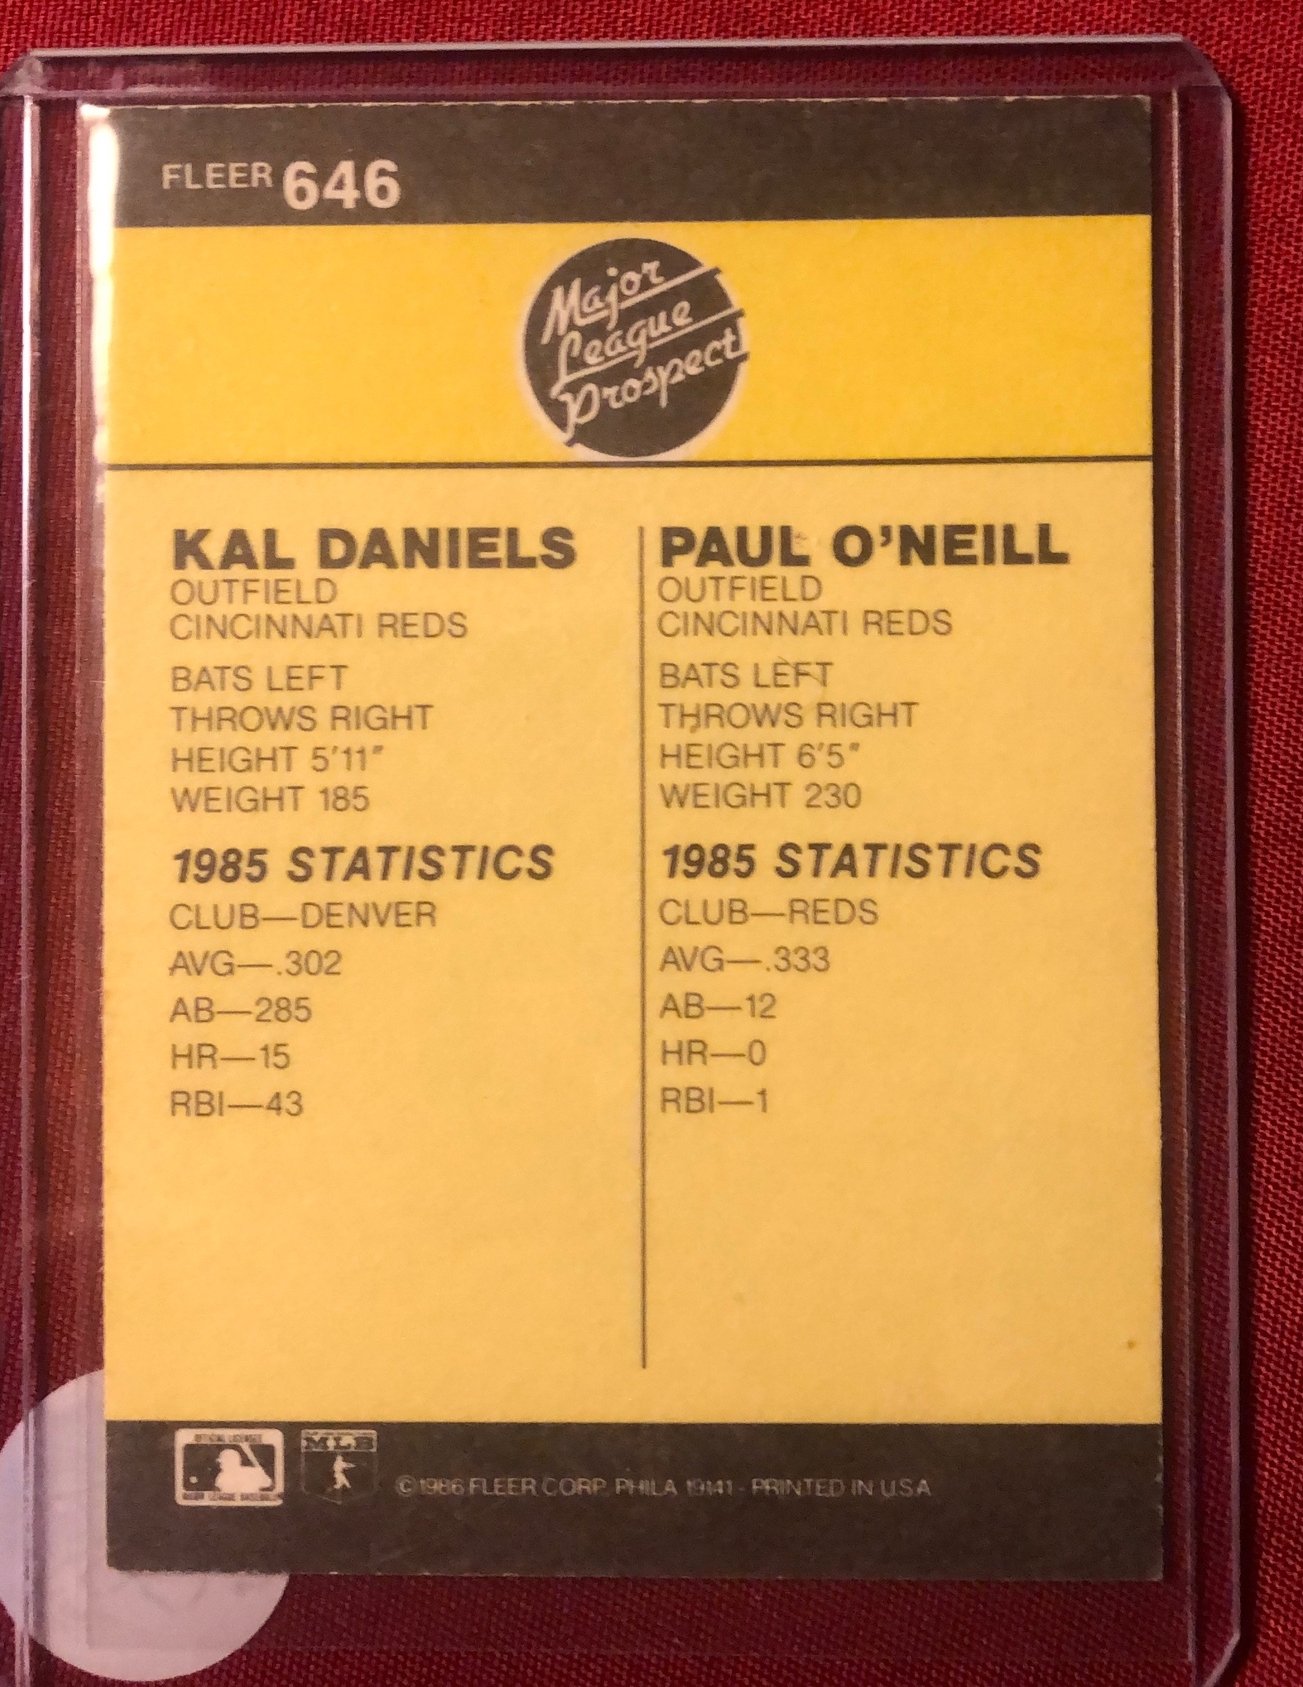 FLEER 646
Major
League
Prospect
KAL DANIELS
OUTFIELD
CINCINNATI REDS
BATS LEFT
THROWS RIGHT
HEIGHT 5'11"
WEIGHT 185
1985 STATISTICS
CLUB—DENVER
AVG—.302
AB—285
HR—15
RBI—43
PAUL O'NEILL
OUTFIELD
CINCINNATI REDS
BATS LEFT
THROWS RIGHT
HEIGHT 6'5"
WEIGHT 230
1985 STATISTICS
CLUB—REDS
AVG—.333
AB—12
HR—0
RBI—1
MLB
© 1986 FLEER CORP. PHILA 19141 - PRINTED IN U.S.A